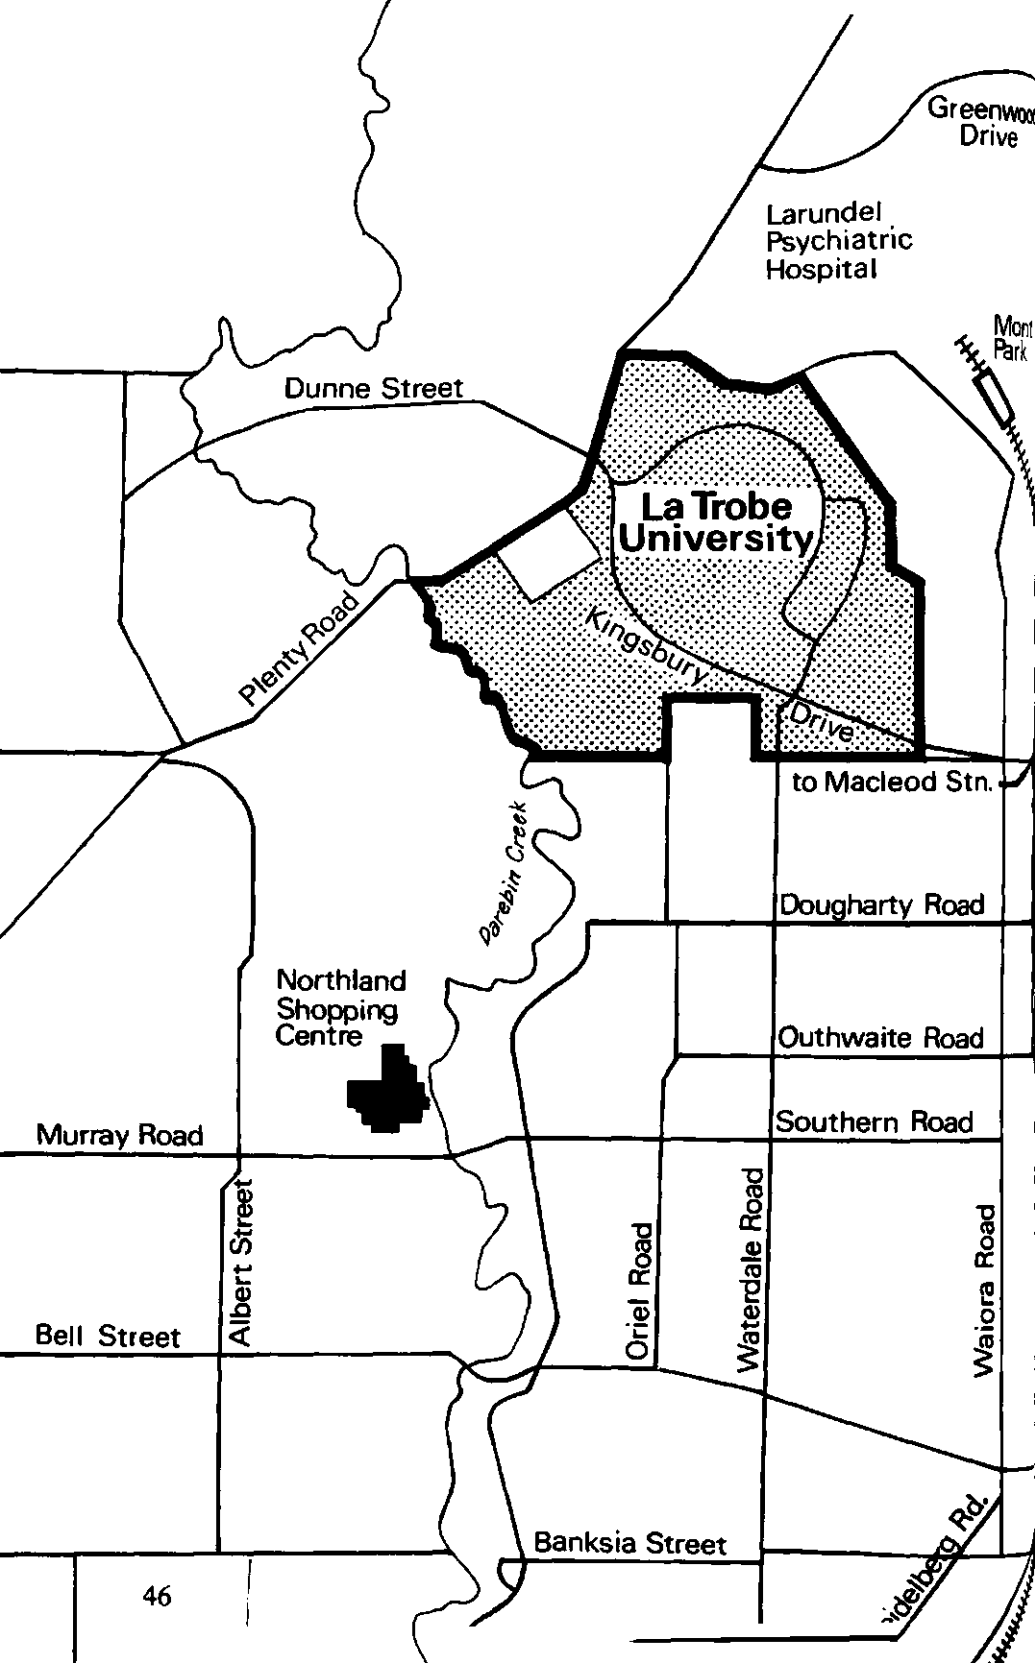 Greenwood
Drive
Larundel
Psychiatric
Hospital
Mont
Park
Dunne Street
La Trobe
University
Plenty Road
Kingsbury
Drive
to Macleod Stn.
Darebin Creek
Dougharty Road
Northland
Shopping
Centre
Outhwaite Road
Southern Road
Murray Road
Albert Street
Oriel Road
Waterdale Road
Waiora Road
Bell Street
Banksia Street
idelberg Rd.
46